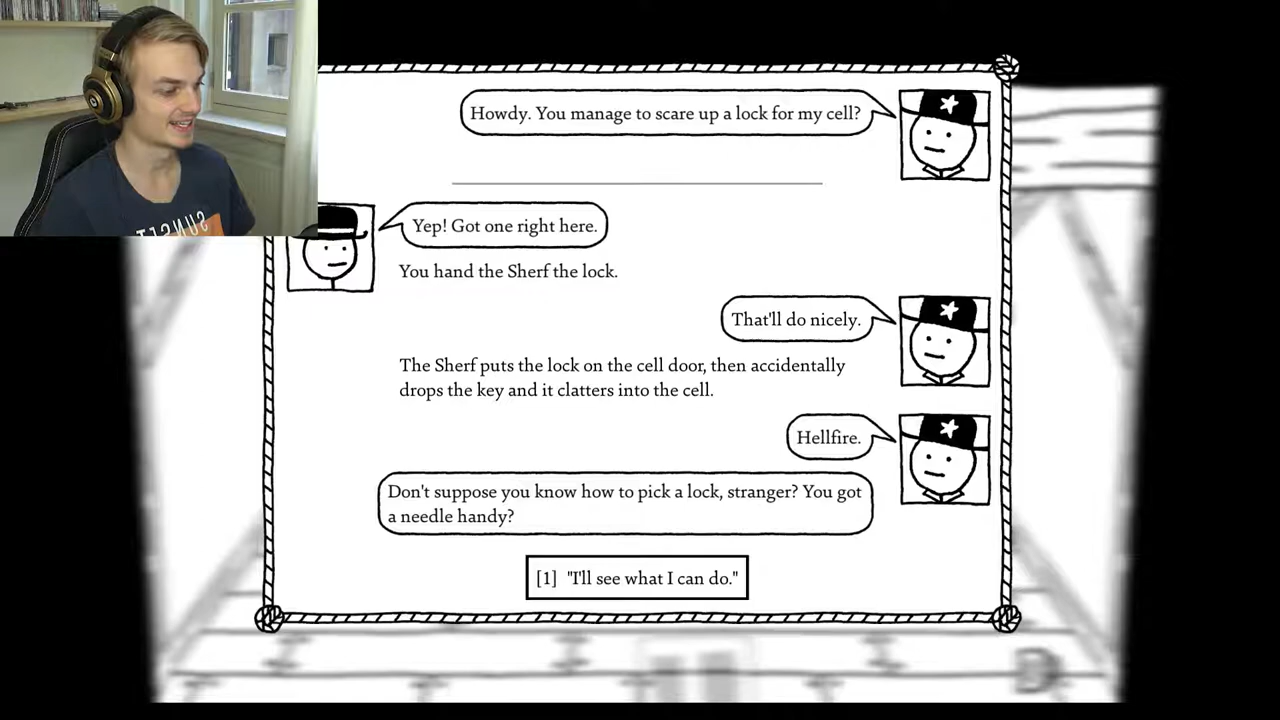 Howdy. You manage to scare up a lock for my cell?
Yep! Got one right here.
You hand the Sherf the lock.
That'll do nicely.
The Sherf puts the lock on the cell door, then accidentally
drops the key and it clatters into the cell.
Hellfire.
Don't suppose you know how to pick a lock, stranger? You got
a needle handy?
[1] "I'll see what I can do."
SUNSET